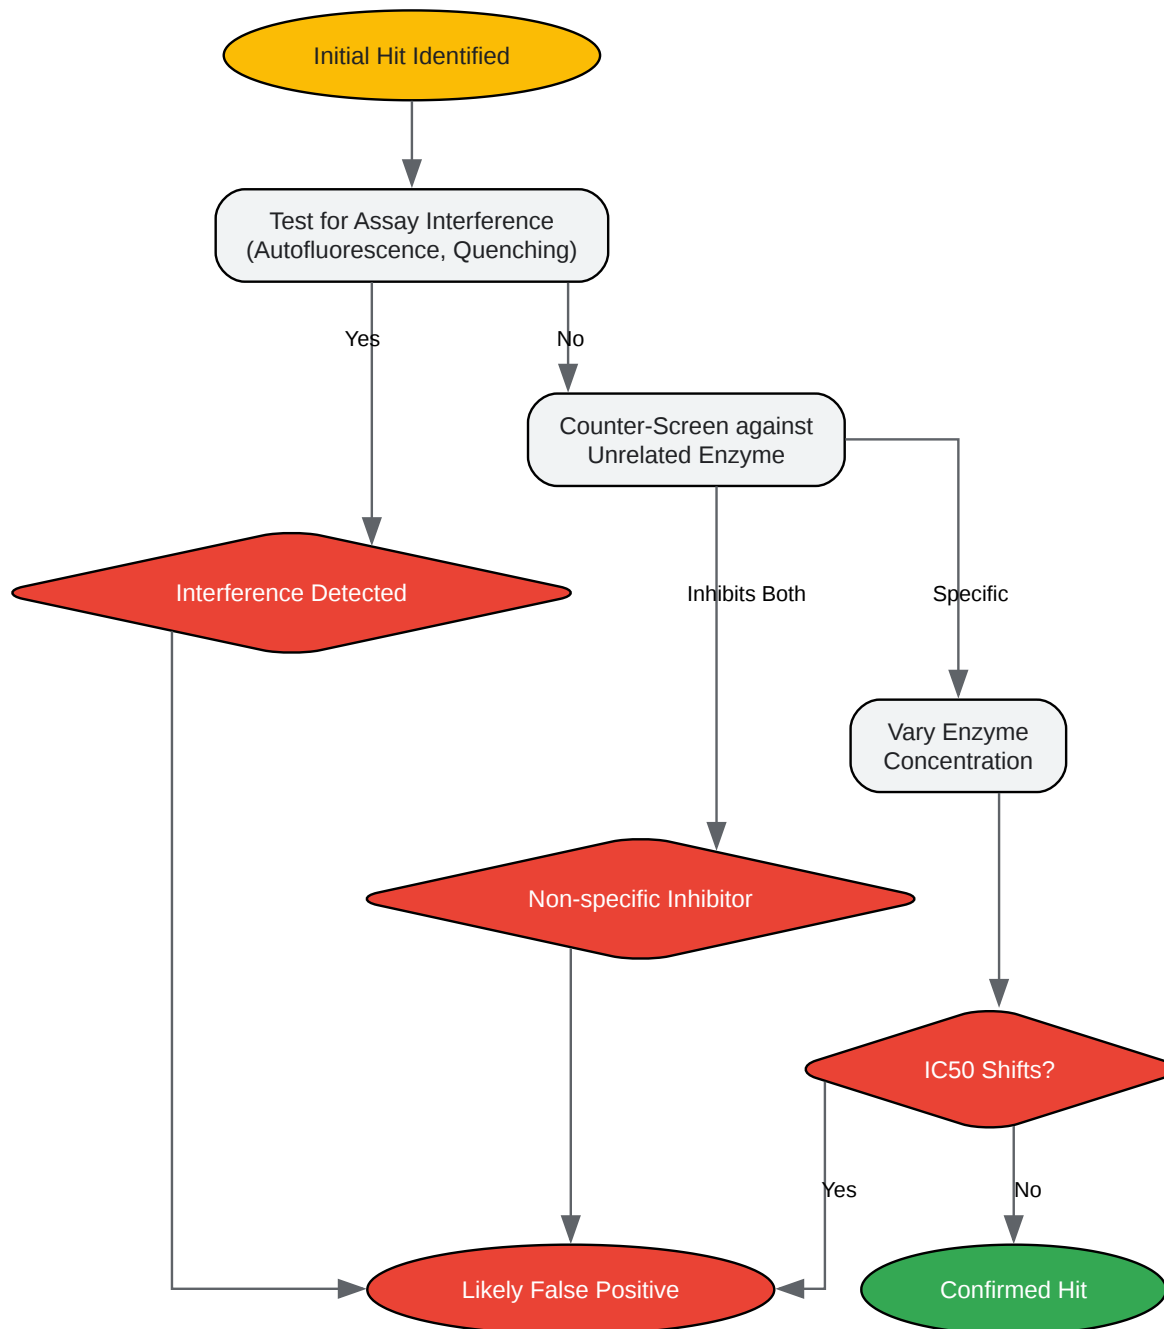 Initial Hit Identified
Test for Assay Interference
(Autofluorescence, Quenching)
Yes
No
Counter-Screen against
Unrelated Enzyme
Interference Detected
Inhibits Both
Specific
Vary Enzyme
Concentration
Non-specific Inhibitor
IC50 Shifts?
Yes
No
Likely False Positive
Confirmed Hit